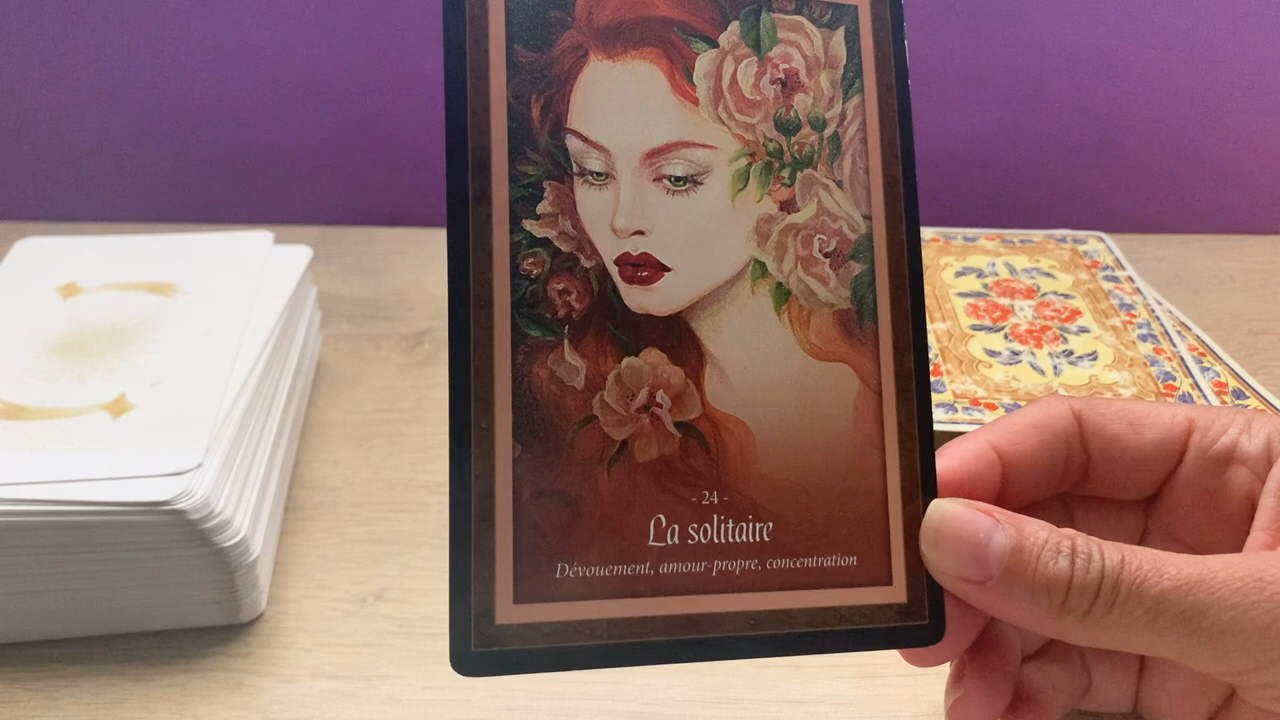 - 24 -
La solitaire
Dévouement, amour-propre, concentration